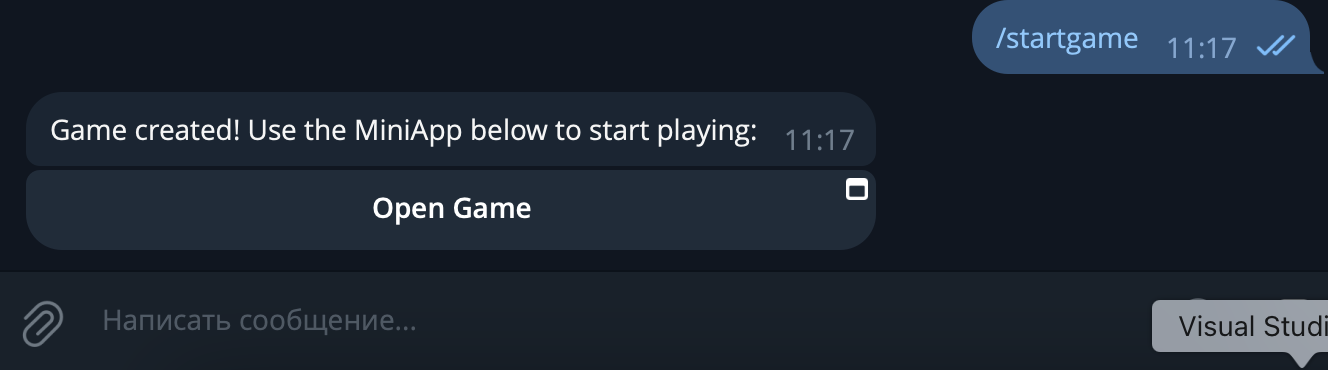 /startgame 11:17
Game created! Use the MiniApp below to start playing: 11:17
Open Game
Написать сообщение...
Visual Studi